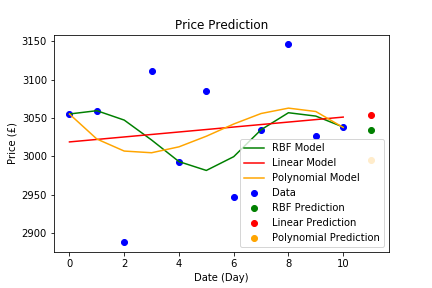 Price Prediction
Price (£)
3150
3100
3050
3000
2950
2900
0
2
4
6
8
10
Date (Day)
RBF Model
Linear Model
Polynomial Model
Data
RBF Prediction
Linear Prediction
Polynomial Prediction